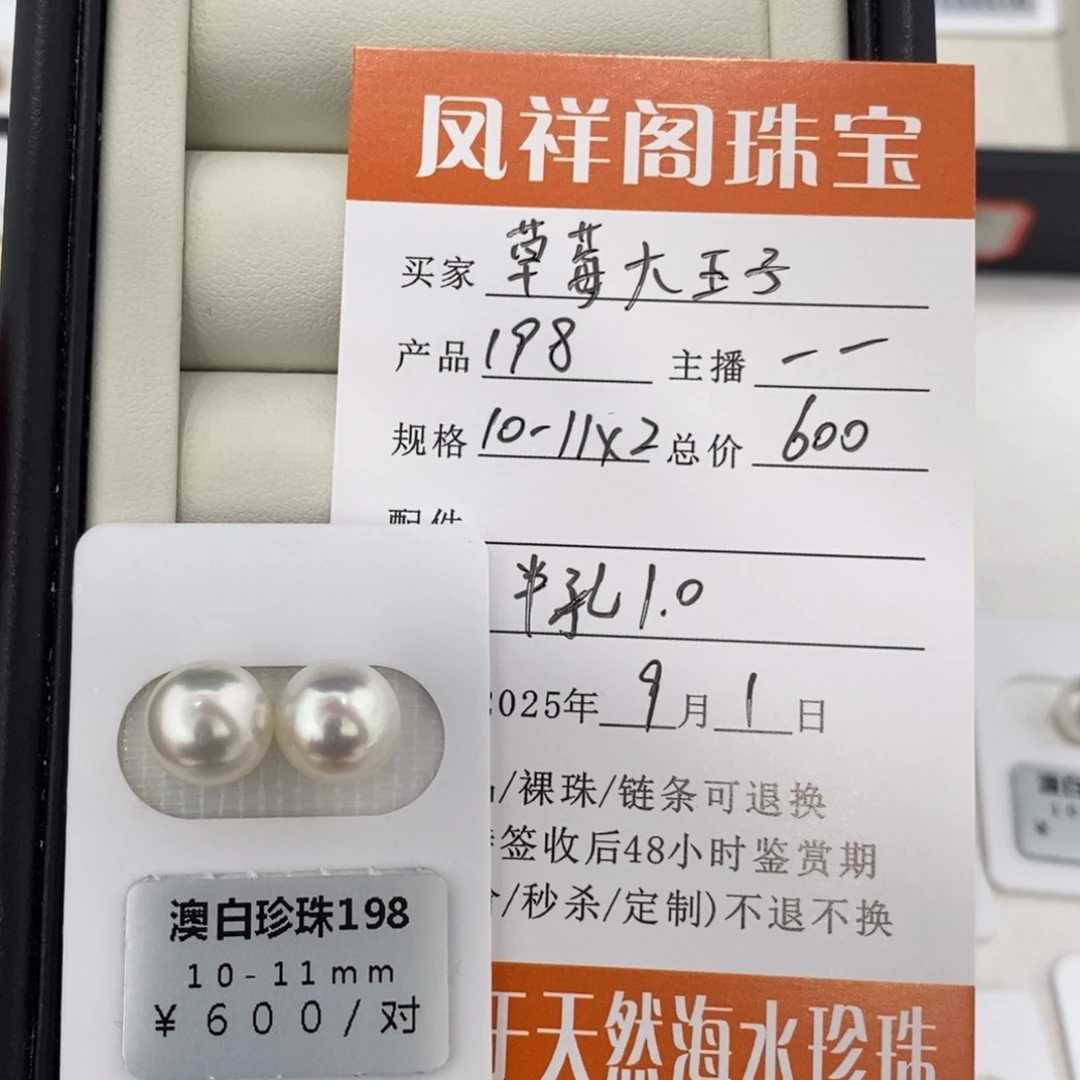 凤祥阁珠宝
买家 草莓大王子
产品 198 主播 一一
规格 10-11x2 总价 600
配件
半孔1.0
2025年 9月 1日
/裸珠/链条可退换
签收后48小时鉴赏期
/秒杀/定制)不退不换
天然海水珍珠
澳白珍珠198
10-11mm
¥600/对